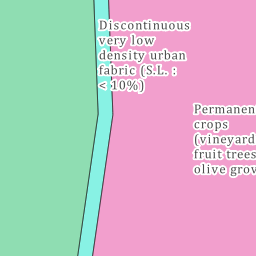 Discontinuous
very low
density urban
fabric (S.L. :
< 10%)
Permanen
crops
(vineyard
fruit trees
olive grov